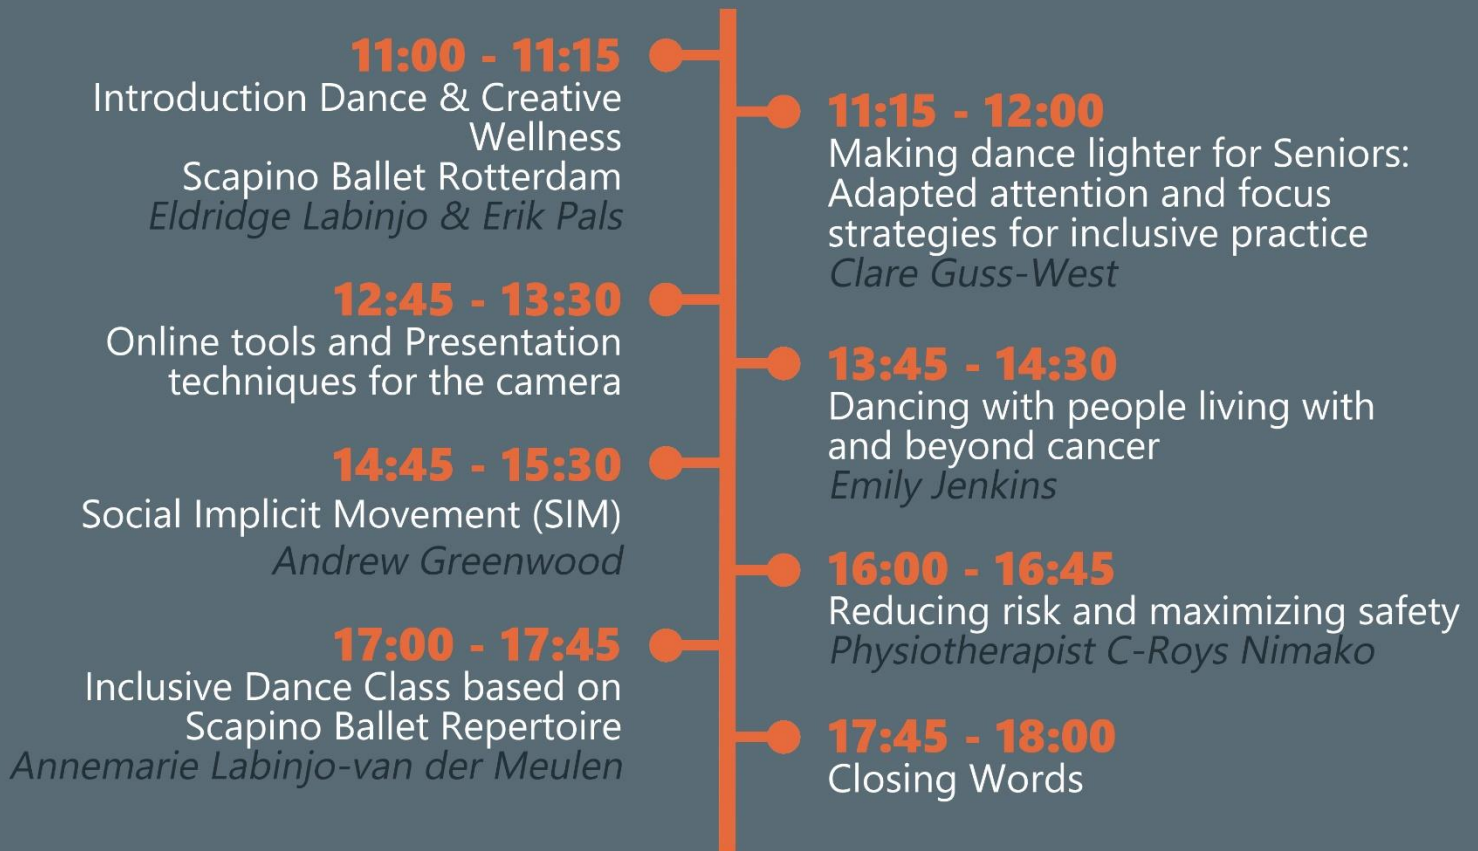 11:00 - 11:15
Introduction Dance & Creative
Wellness
Scapino Ballet Rotterdam
Eldridge Labinjo & Erik Pals
11:15 - 12:00
Making dance lighter for Seniors:
Adapted attention and focus
strategies for inclusive practice
Clare Guss-West
12:45 - 13:30
Online tools and Presentation
techniques for the camera
13:45 - 14:30
Dancing with people living with
and beyond cancer
Emily Jenkins
14:45 - 15:30
Social Implicit Movement (SIM)
Andrew Greenwood
16:00 - 16:45
Reducing risk and maximizing safety
Physiotherapist C-Roys Nimako
17:00 - 17:45
Inclusive Dance Class based on
Scapino Ballet Repertoire
Annemarie Labinjo-van der Meulen
17:45 - 18:00
Closing Words